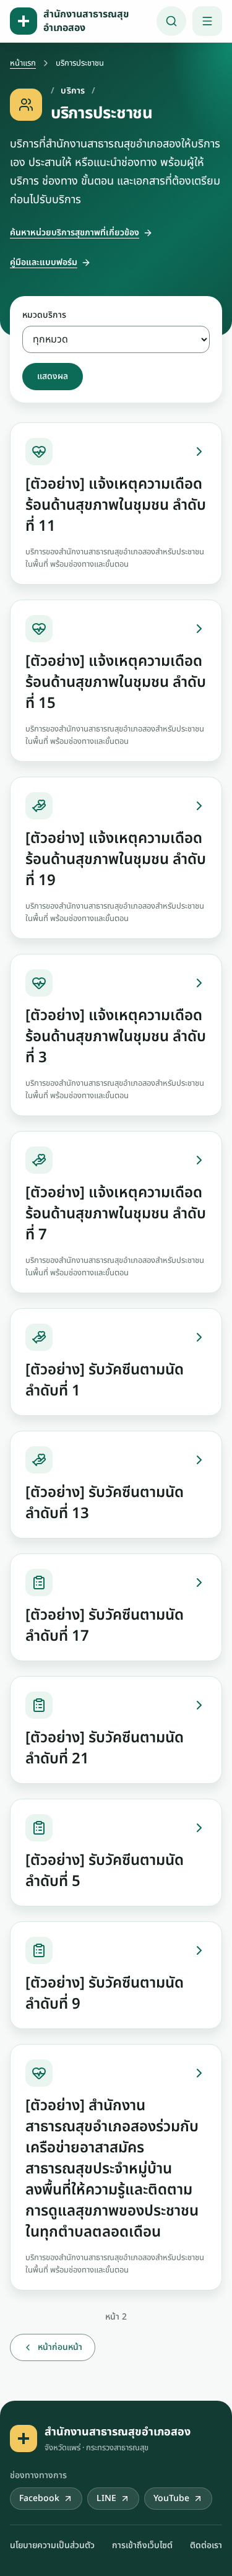 สำนักงานสาธารณสุข
อำเภอสอง
หน้าแรก > บริการประชาชน
/ บริการ /
บริการประชาชน
บริการที่สำนักงานสาธารณสุขอำเภอสองให้บริการ
เอง ประสานให้ หรือแนะนำช่องทาง พร้อมผู้ให้
บริการ ช่องทาง ขั้นตอน และเอกสารที่ต้องเตรียม
ก่อนไปรับบริการ
ค้นหาหน่วยบริการสุขภาพที่เกี่ยวข้อง →
คู่มือและแบบฟอร์ม →
หมวดบริการ
ทุกหมวด
แสดงผล
[ตัวอย่าง] แจ้งเหตุความเดือด
ร้อนด้านสุขภาพในชุมชน ลำดับ
ที่ 11
บริการของสำนักงานสาธารณสุขอำเภอสองสำหรับประชาชน
ในพื้นที่ พร้อมช่องทางและขั้นตอน
[ตัวอย่าง] แจ้งเหตุความเดือด
ร้อนด้านสุขภาพในชุมชน ลำดับ
ที่ 15
บริการของสำนักงานสาธารณสุขอำเภอสองสำหรับประชาชน
ในพื้นที่ พร้อมช่องทางและขั้นตอน
[ตัวอย่าง] แจ้งเหตุความเดือด
ร้อนด้านสุขภาพในชุมชน ลำดับ
ที่ 19
บริการของสำนักงานสาธารณสุขอำเภอสองสำหรับประชาชน
ในพื้นที่ พร้อมช่องทางและขั้นตอน
[ตัวอย่าง] แจ้งเหตุความเดือด
ร้อนด้านสุขภาพในชุมชน ลำดับ
ที่ 3
บริการของสำนักงานสาธารณสุขอำเภอสองสำหรับประชาชน
ในพื้นที่ พร้อมช่องทางและขั้นตอน
[ตัวอย่าง] แจ้งเหตุความเดือด
ร้อนด้านสุขภาพในชุมชน ลำดับ
ที่ 7
บริการของสำนักงานสาธารณสุขอำเภอสองสำหรับประชาชน
ในพื้นที่ พร้อมช่องทางและขั้นตอน
[ตัวอย่าง] รับวัคซีนตามนัด
ลำดับที่ 1
[ตัวอย่าง] รับวัคซีนตามนัด
ลำดับที่ 13
[ตัวอย่าง] รับวัคซีนตามนัด
ลำดับที่ 17
[ตัวอย่าง] รับวัคซีนตามนัด
ลำดับที่ 21
[ตัวอย่าง] รับวัคซีนตามนัด
ลำดับที่ 5
[ตัวอย่าง] รับวัคซีนตามนัด
ลำดับที่ 9
[ตัวอย่าง] สำนักงาน
สาธารณสุขอำเภอสองร่วมกับ
เครือข่ายอาสาสมัคร
สาธารณสุขประจำหมู่บ้าน
ลงพื้นที่ให้ความรู้และติดตาม
การดูแลสุขภาพของประชาชน
ในทุกตำบลตลอดเดือน
บริการของสำนักงานสาธารณสุขอำเภอสองสำหรับประชาชน
ในพื้นที่ พร้อมช่องทางและขั้นตอน
หน้า 2
หน้าก่อนหน้า
สำนักงานสาธารณสุขอำเภอสอง
จังหวัดแพร่ · กระทรวงสาธารณสุข
ช่องทางทางการ
Facebook LINE YouTube
นโยบายความเป็นส่วนตัว การเข้าถึงเว็บไซต์ ติดต่อเรา